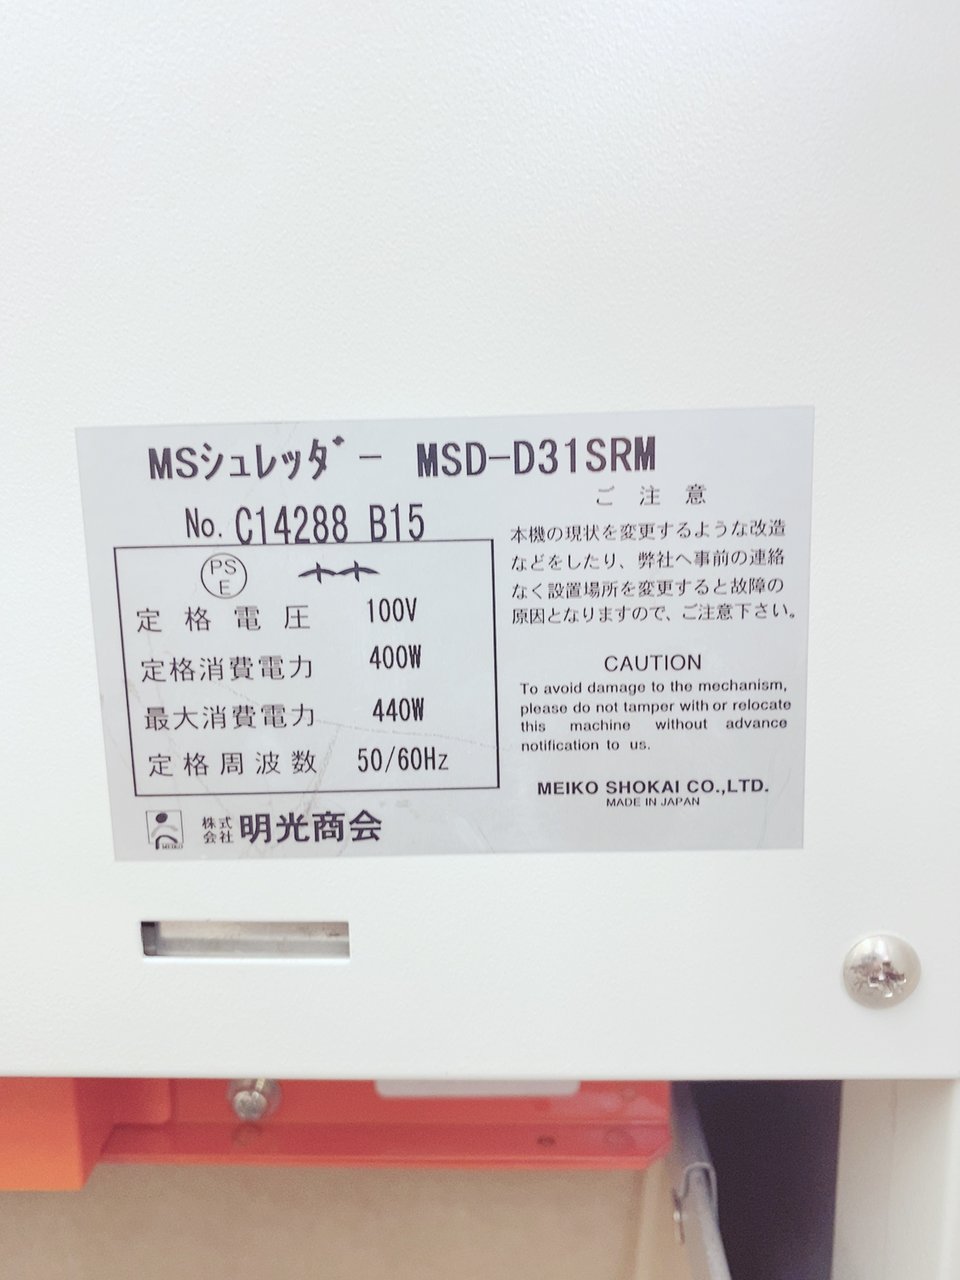 MSシュレッダー MSD-D31SRM
No. C14288 B15
PS
E
定格電圧 100V
定格消費電力 400W
最大消費電力 440W
定格周波数 50/60Hz
MEIKO
株式会社 明光商会
ご注意
本機の現状を変更するような改造
などをしたり、弊社へ事前の連絡
なく設置場所を変更すると故障の
原因となりますので、ご注意下さい。
CAUTION
To avoid damage to the mechanism,
please do not tamper with or relocate
this machine without advance
notification to us.
MEIKO SHOKAI CO.,LTD.
MADE IN JAPAN